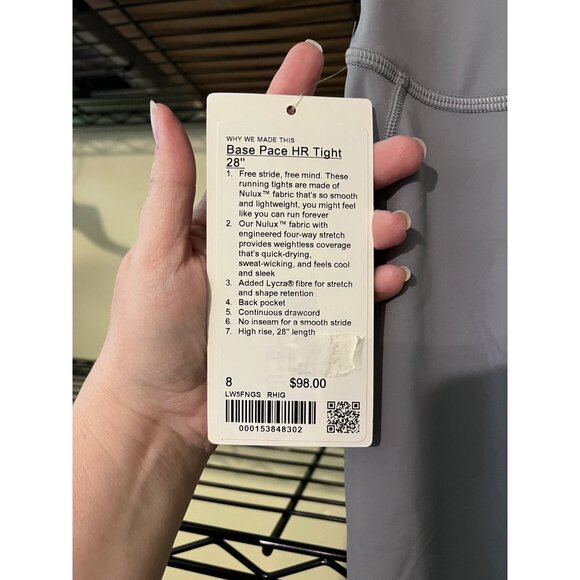 WHY WE MADE THIS
Base Pace HR Tight
28"
1. Free stride, free mind. These
running tights are made of
Nulux™ fabric that's so smooth
and lightweight, you might feel
like you can run forever
2. Our Nulux™ fabric with
engineered four-way stretch
provides weightless coverage
that's quick-drying,
sweat-wicking, and feels cool
and sleek
3. Added Lycra® fibre for stretch
and shape retention
4. Back pocket
5. Continuous drawcord
6. No inseam for a smooth stride
7. High rise, 28" length
8 $98.00
LW5FNGS RHIG
000153848302